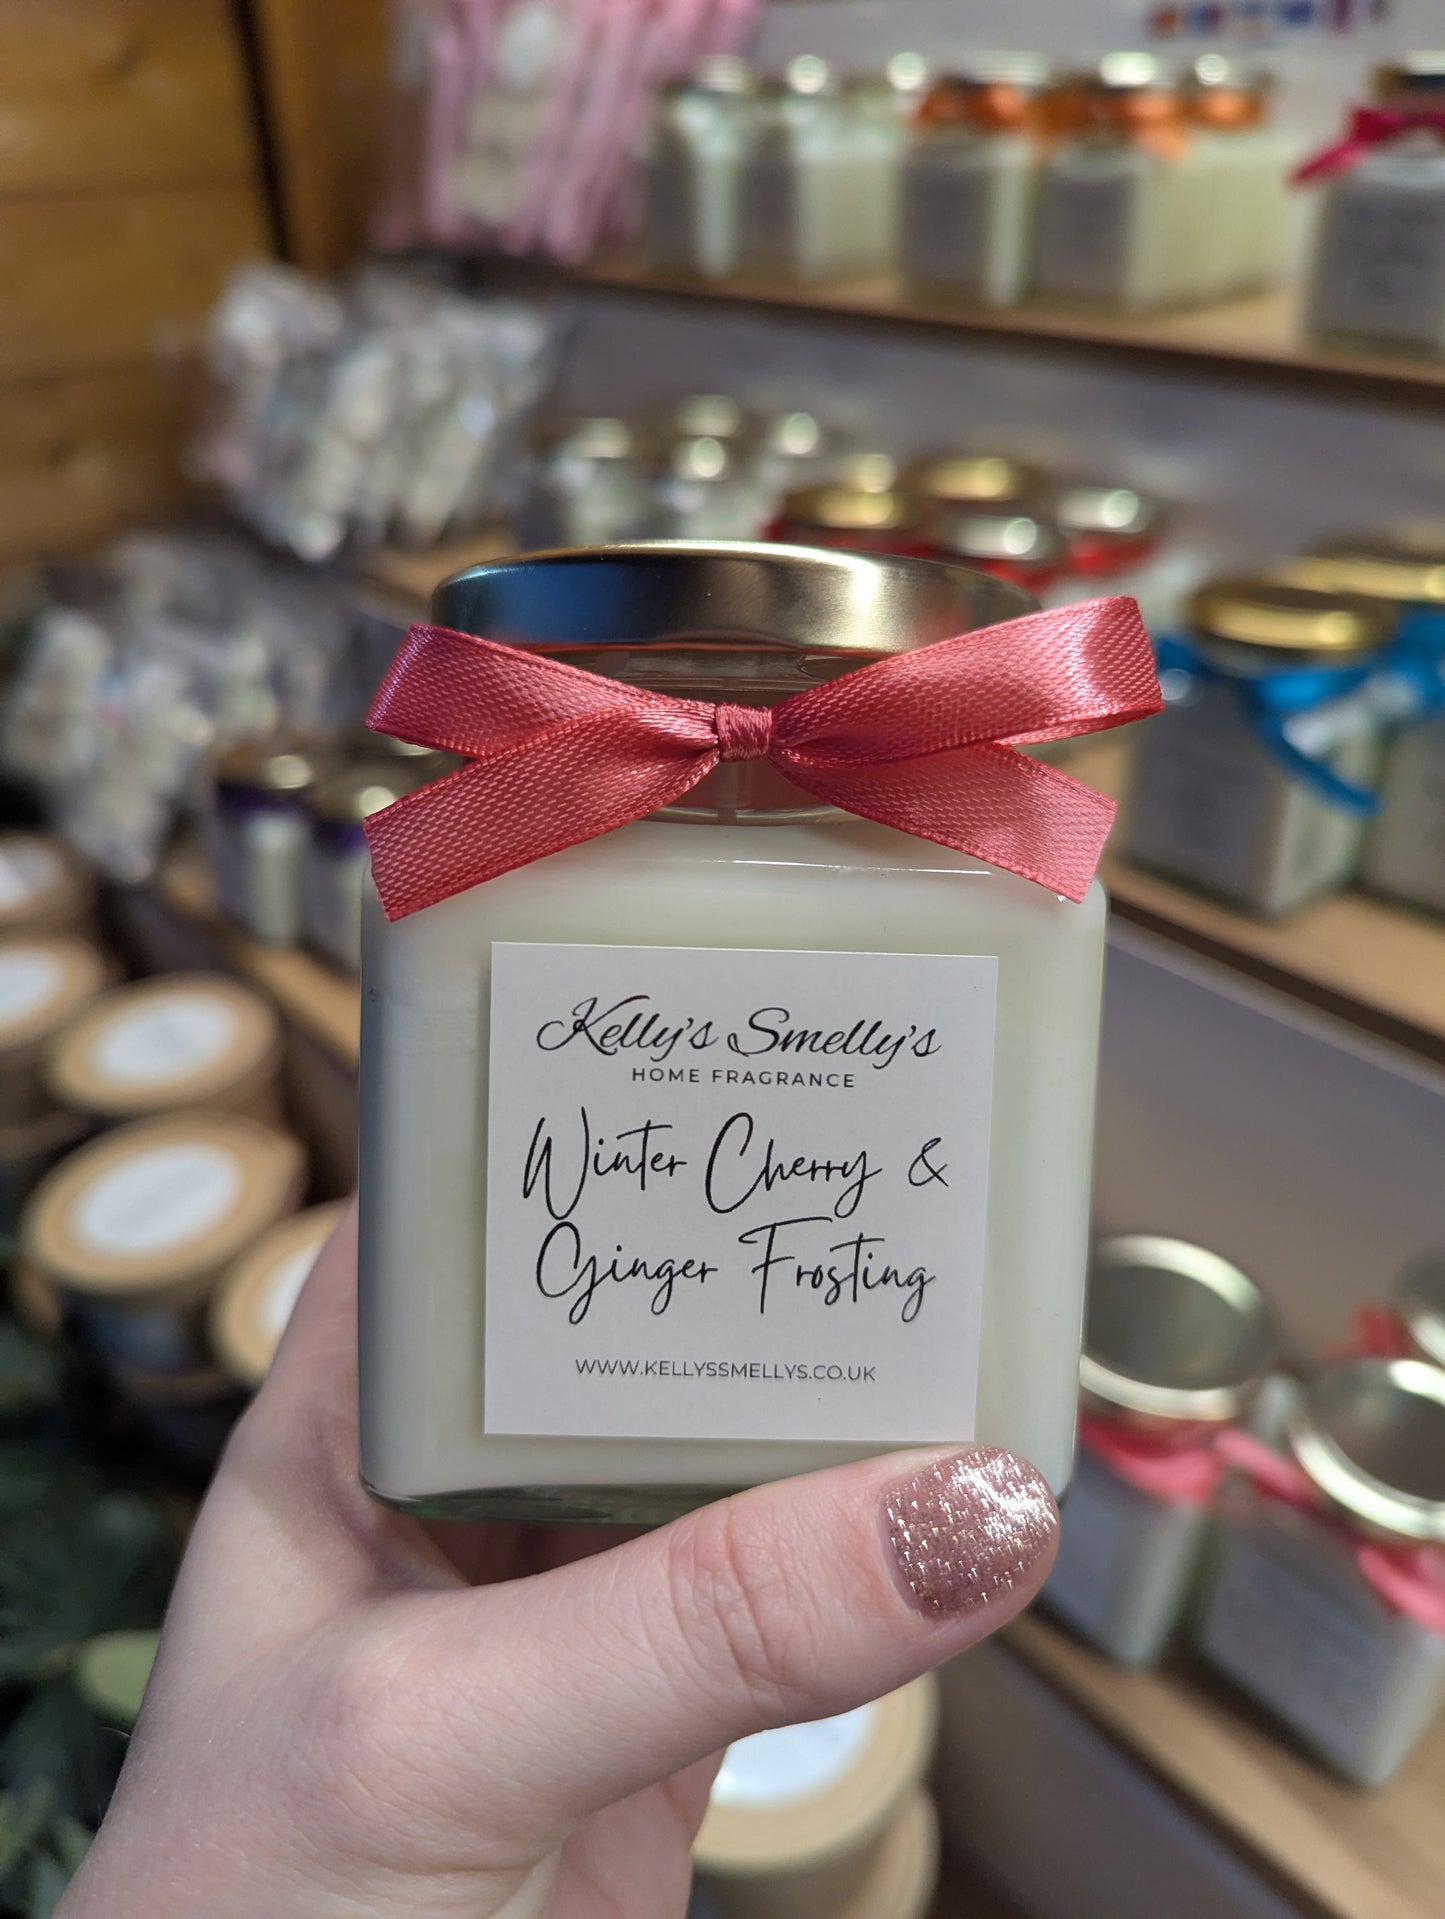 Kelly's Smelly's
HOME FRAGRANCE
Winter Cherry &
Ginger Frosting
WWW.KELLYSSMELLYS.CO.UK